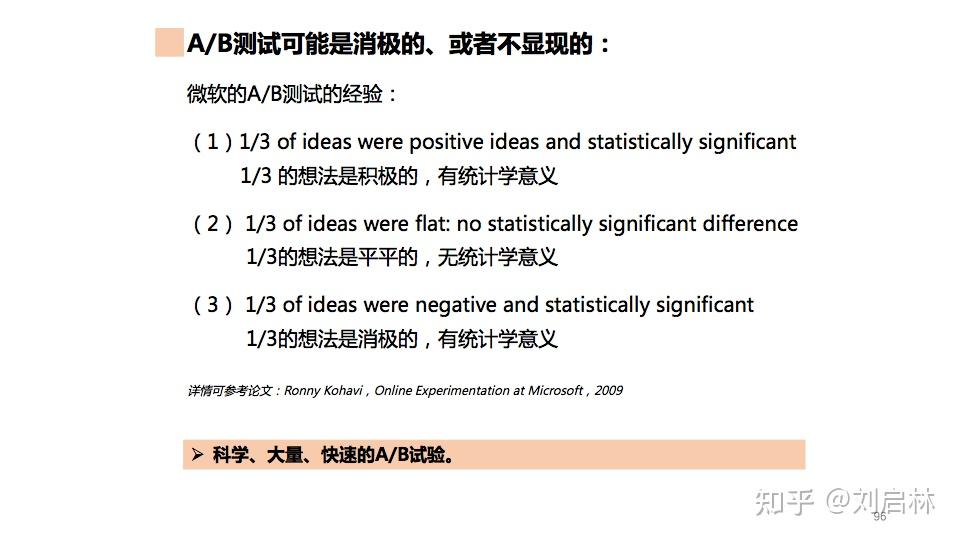 A/B测试可能是消极的、或者不显现的：
微软的A/B测试的经验：
（1）1/3 of ideas were positive ideas and statistically significant
1/3 的想法是积极的，有统计学意义
（2） 1/3 of ideas were flat: no statistically significant difference
1/3的想法是平平的，无统计学意义
（3） 1/3 of ideas were negative and statistically significant
1/3的想法是消极的，有统计学意义
详情可参考论文：Ronny Kohavi，Online Experimentation at Microsoft，2009
➢ 科学、大量、快速的A/B试验。
知乎 @刘启林
96